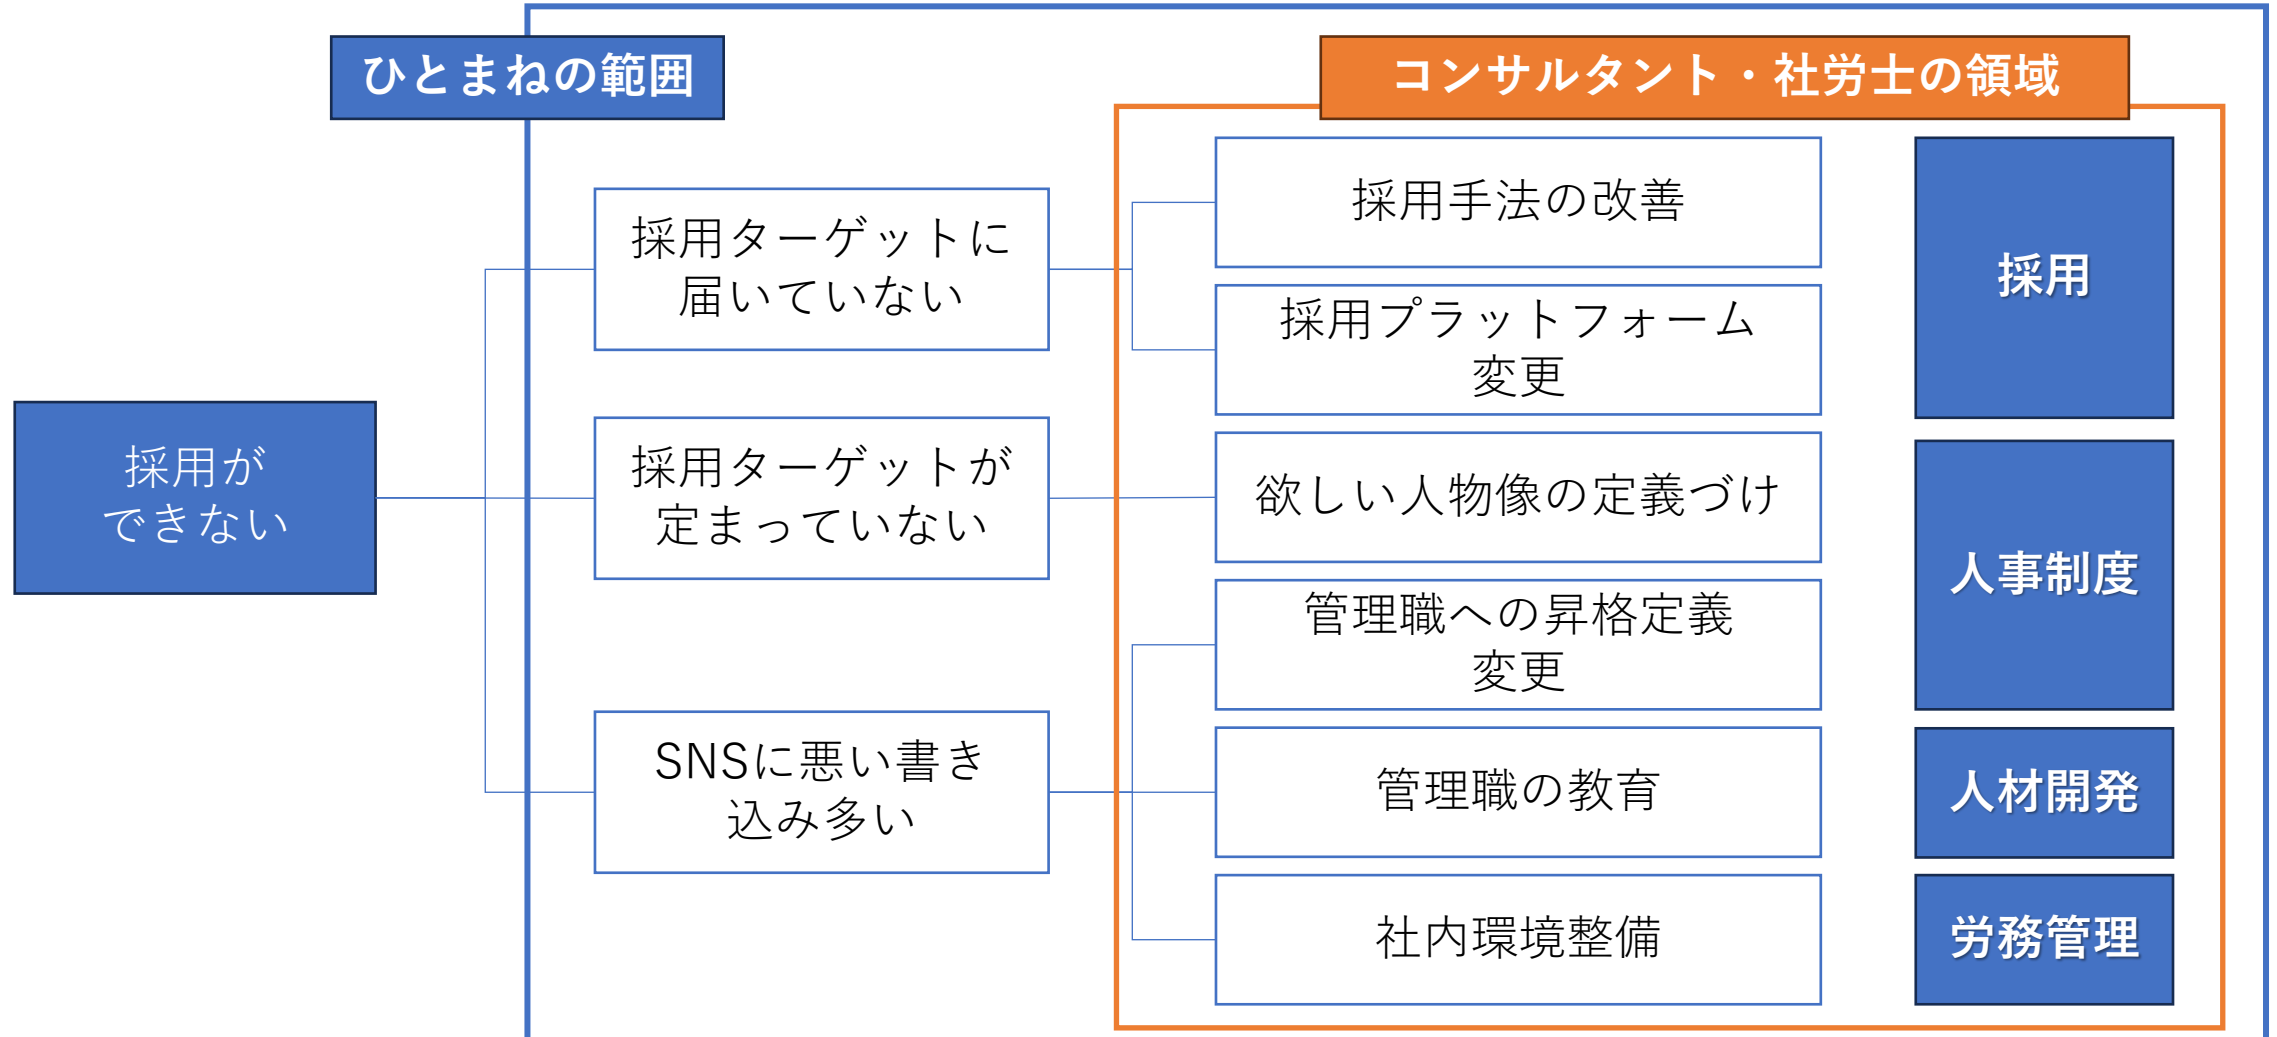 ひとまねの範囲
コンサルタント・社労士の領域
採用が
できない
採用ターゲットに
届いていない
採用ターゲットが
定まっていない
SNSに悪い書き
込み多い
採用手法の改善
採用プラットフォーム
変更
欲しい人物像の定義づけ
管理職への昇格定義
変更
管理職の教育
社内環境整備
採用
人事制度
人材開発
労務管理